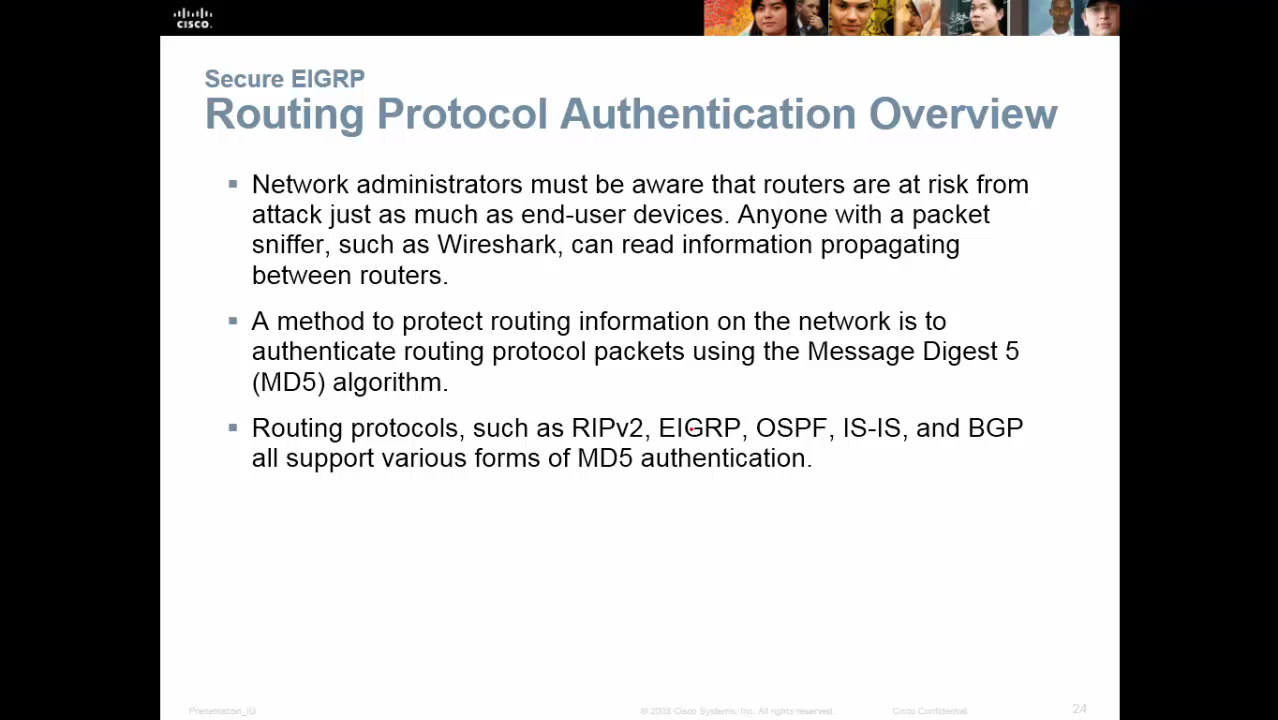 CISCO
Secure EIGRP
Routing Protocol Authentication Overview
Network administrators must be aware that routers are at risk from
attack just as much as end-user devices. Anyone with a packet
sniffer, such as Wireshark, can read information propagating
between routers.
A method to protect routing information on the network is to
authenticate routing protocol packets using the Message Digest 5
(MD5) algorithm.
Routing protocols, such as RIPv2, EIGRP, OSPF, IS-IS, and BGP
all support various forms of MD5 authentication.
Presentation_ID
© 2008 Cisco Systems, Inc. All rights reserved.
Cisco Confidential
24